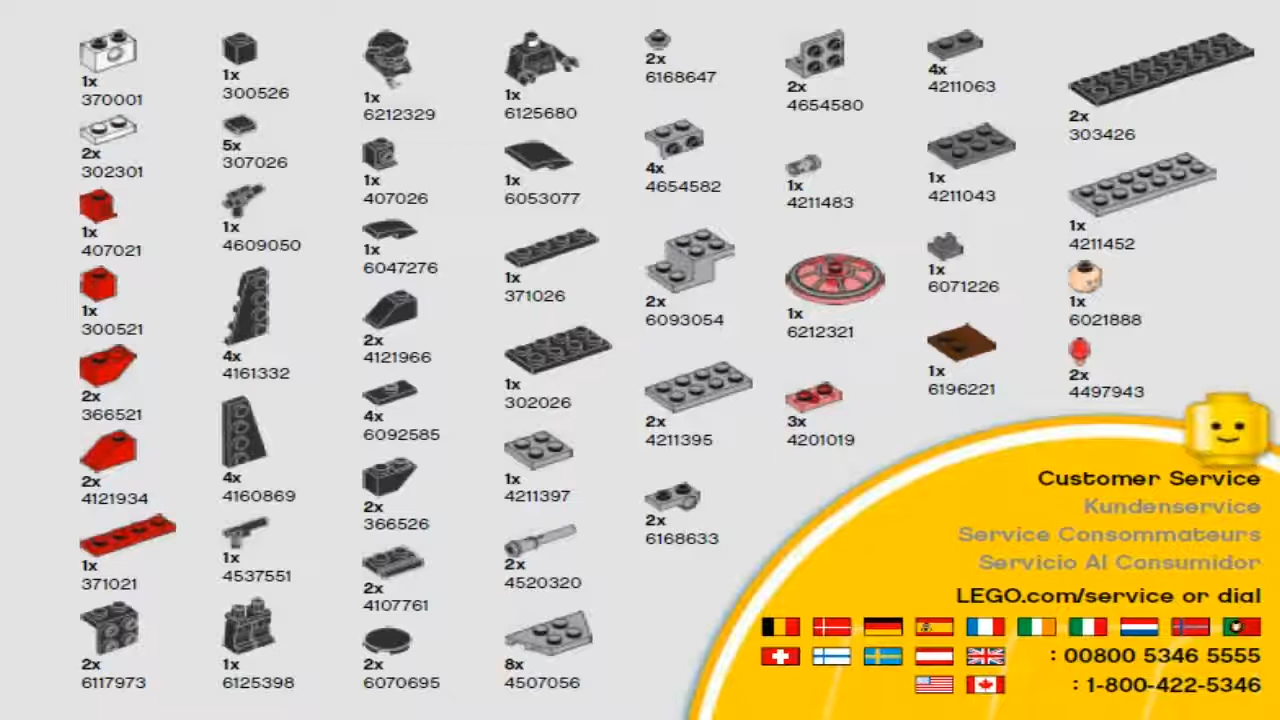 1x
370001
2x
302301
1x
407021
1x
300521
2x
366521
2x
4121934
1x
371021
2x
6117973
1x
300526
5x
307026
1x
4609050
4x
4161332
4x
4160869
1x
4537551
1x
6125398
1x
6212329
1x
407026
1x
6047276
2x
4121966
4x
6092585
2x
366526
2x
4107761
2x
6070695
1x
6125680
1x
6053077
1x
371026
1x
302026
1x
4211397
2x
4520320
8x
4507056
2x
6168647
4x
4654582
2x
6093054
2x
4211395
2x
6168633
2x
4654580
1x
4211483
1x
6212321
3x
4201019
4x
4211063
1x
4211043
1x
6071226
1x
6196221
2x
303426
1x
4211452
1x
6021888
2x
4497943
Customer Service
Kundenservice
Service Consommateurs
Servicio Al Consumidor
LEGO.com/service or dial
: 00800 5346 5555
: 1-800-422-5346